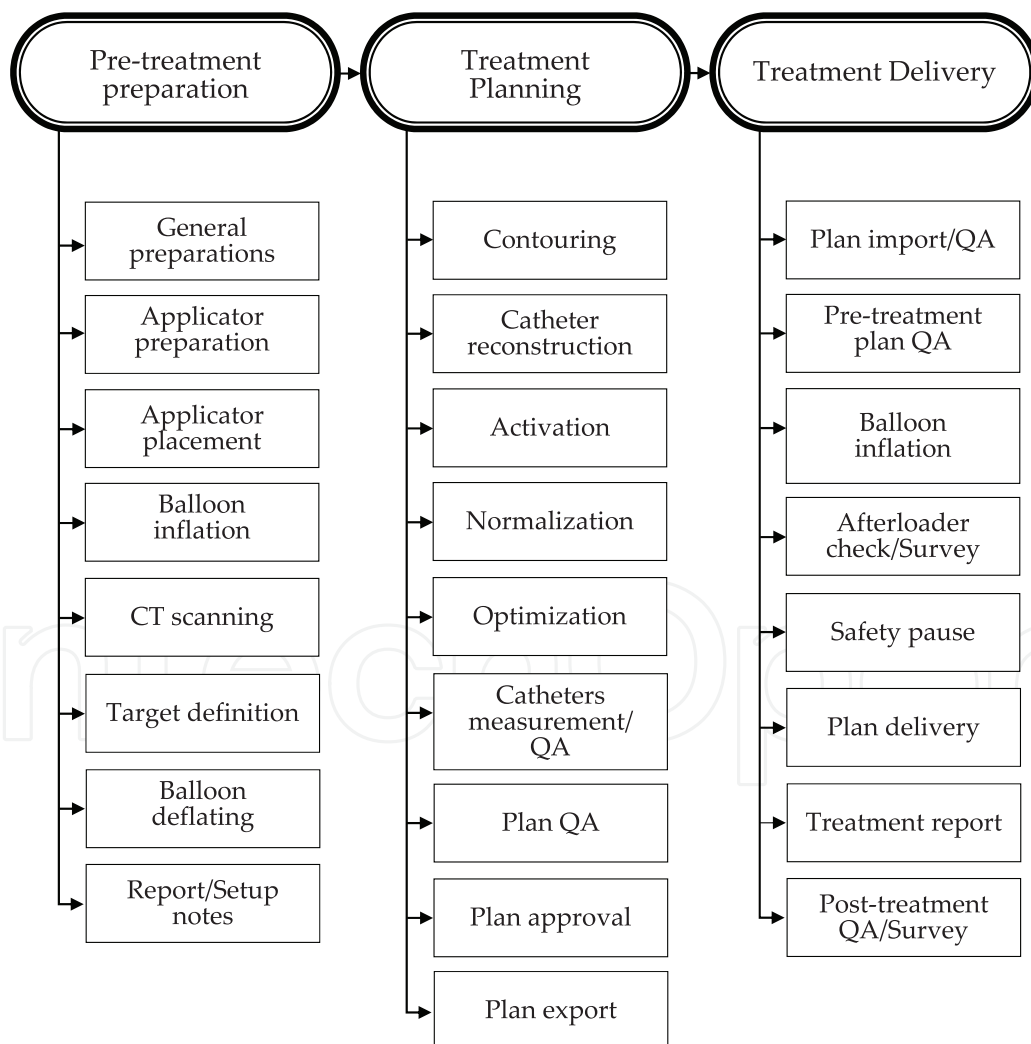 Pre-treatment
preparation
General
preparations
Applicator
preparation
Applicator
placement
Balloon
inflation
CT scanning
Target definition
Balloon
deflating
Report/Setup
notes
Treatment
Planning
Contouring
Catheter
reconstruction
Activation
Normalization
Optimization
Catheters
measurement/
QA
Plan QA
Plan approval
Plan export
Treatment Delivery
Plan import/QA
Pre-treatment
plan QA
Balloon
inflation
Afterloader
check/Survey
Safety pause
Plan delivery
Treatment report
Post-treatment
QA/Survey